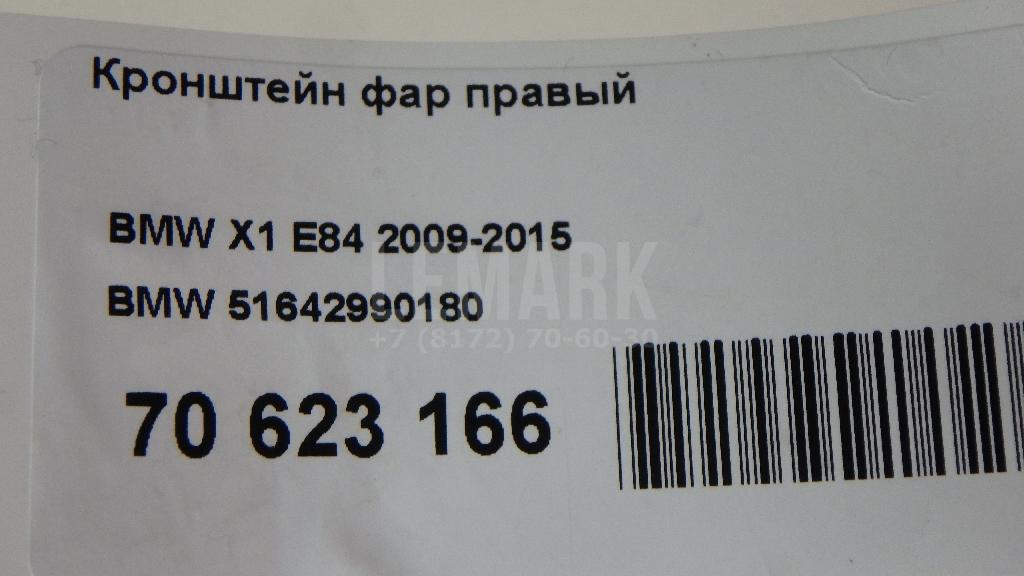 Кронштейн фар правый
BMW X1 E84 2009-2015
BMW 51642990180
LEMARK
+7 (8172) 70-60-30
70 623 166